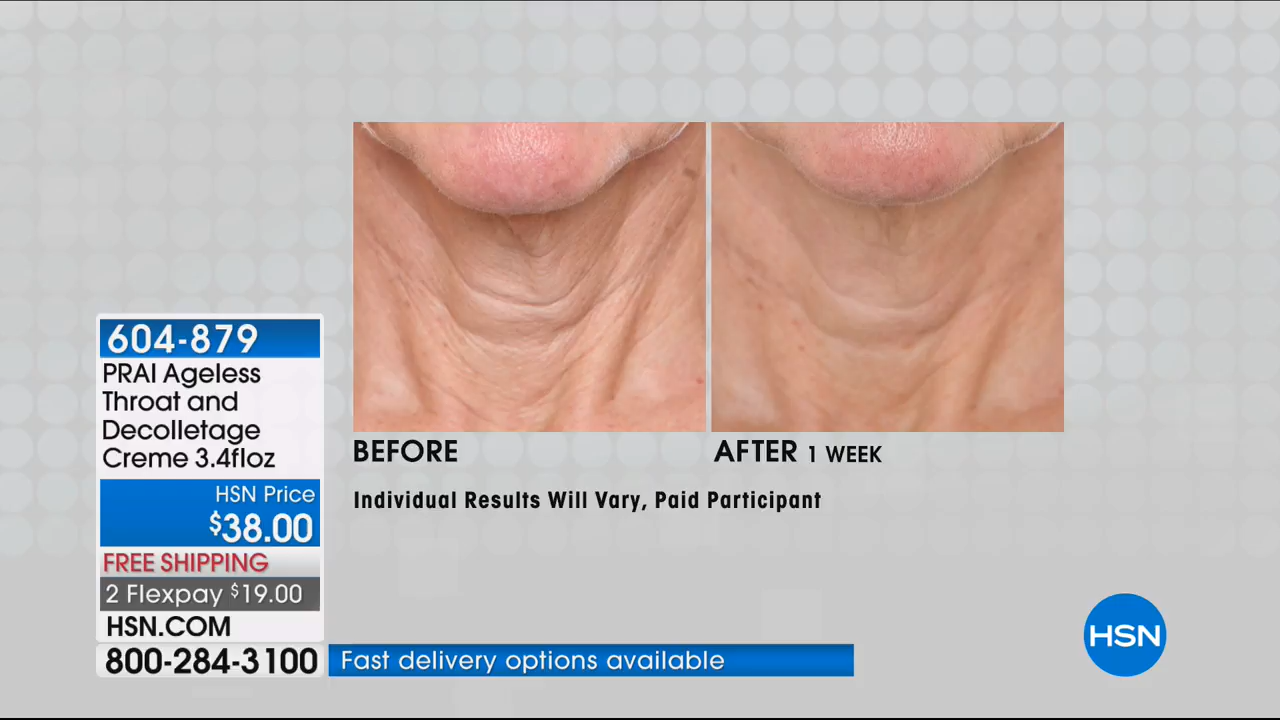 604-879
PRAI Ageless
Throat and
Decolletage
Creme 3.4floz
HSN Price
$38.00
FREE SHIPPING
2 Flexpay $19.00
HSN.COM
800-284-3100
Fast delivery options available
BEFORE
AFTER 1 WEEK
Individual Results Will Vary, Paid Participant
HSN